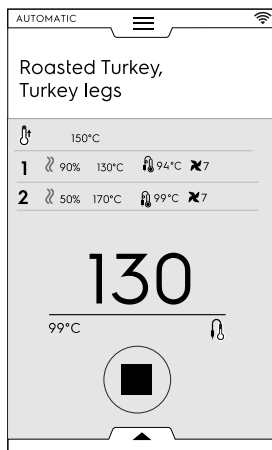 AUTOMATIC
Roasted Turkey,
Turkey legs
150°C
1 90% 130°C 94°C 7
2 50% 170°C 99°C 7
130
99°C